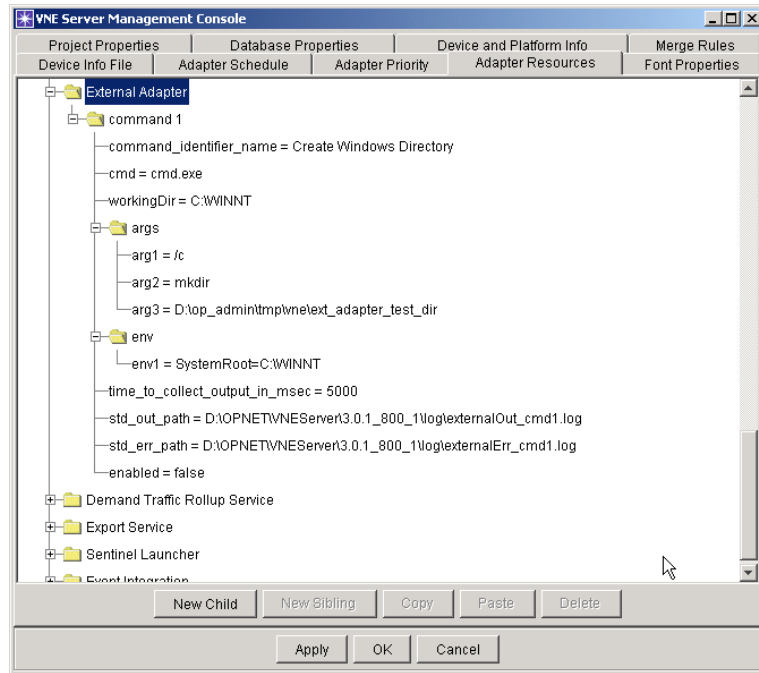 VNE Server Management Console
Project Properties Database Properties Device and Platform Info Merge Rules
Device Info File Adapter Schedule Adapter Priority Adapter Resources Font Properties
External Adapter
command 1
command_identifier_name = Create Windows Directory
cmd = cmd.exe
workingDir = C:\WINNT
args
arg1 = /c
arg2 = mkdir
arg3 = D:\op_admin\tmp\vne\ext_adapter_test_dir
env
env1 = SystemRoot=C:\WINNT
time_to_collect_output_in_msec = 5000
std_out_path = D:\OPNET\VNEServer\3.0.1_800_1\log\externalOut_cmd1.log
std_err_path = D:\OPNET\VNEServer\3.0.1_800_1\log\externalErr_cmd1.log
enabled = false
Demand Traffic Rollup Service
Export Service
Sentinel Launcher
Event Integration
New Child New Sibling Copy Paste Delete
Apply OK Cancel